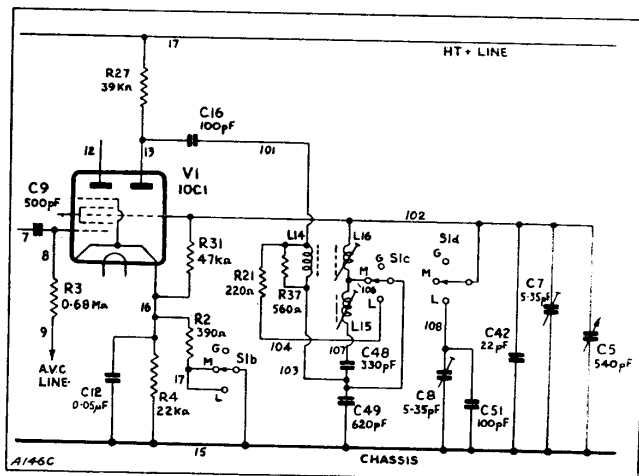 17
HT + LINE
R27
39KΩ
C16
100pF
12
13
101
V1
10C1
C9
500pF
7
8
102
L14
L16
S1c
S1d
G
M
L
G
M
L
R31
47KΩ
R21
220Ω
R37
560Ω
106
L15
C7
5-35pF
R3
0·68MΩ
16
108
C5
540pF
9
A.V.C
LINE
R2
390Ω
104
107
C48
330pF
C42
22pF
G
M
L
S1b
17
103
C12
0·05µF
R4
22KΩ
C49
620pF
C8
5-35pF
C51
100pF
15
CHASSIS
A146C